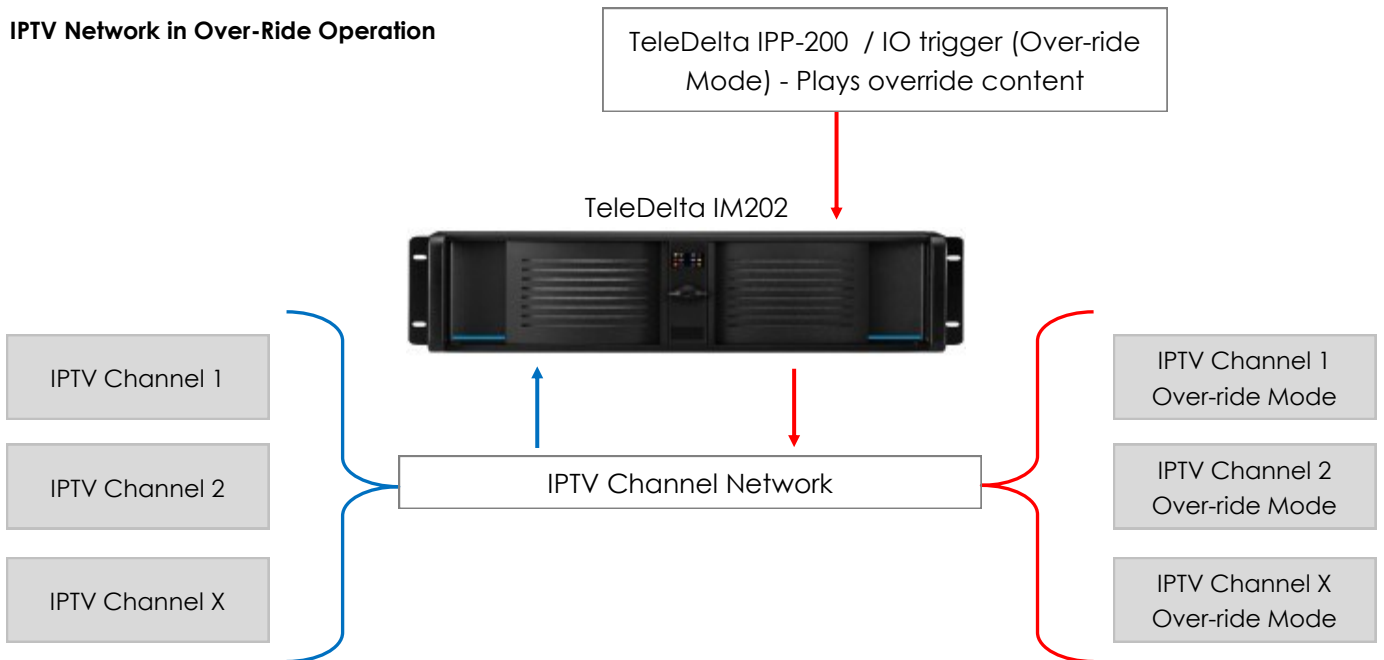 IPTV Network in Over-Ride Operation
TeleDelta IPP-200 / IO trigger (Over-ride
Mode) - Plays override content
TeleDelta IM202
IPTV Channel 1
IPTV Channel 2
IPTV Channel X
IPTV Channel Network
IPTV Channel 1
Over-ride Mode
IPTV Channel 2
Over-ride Mode
IPTV Channel X
Over-ride Mode